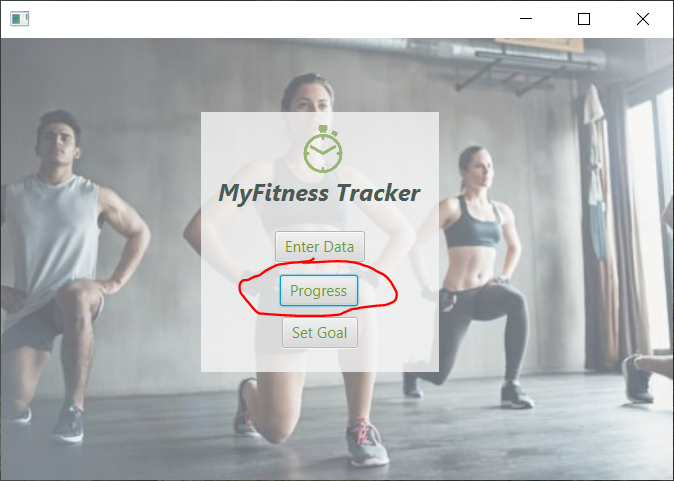 MyFitness Tracker
Enter Data
Progress
Set Goal